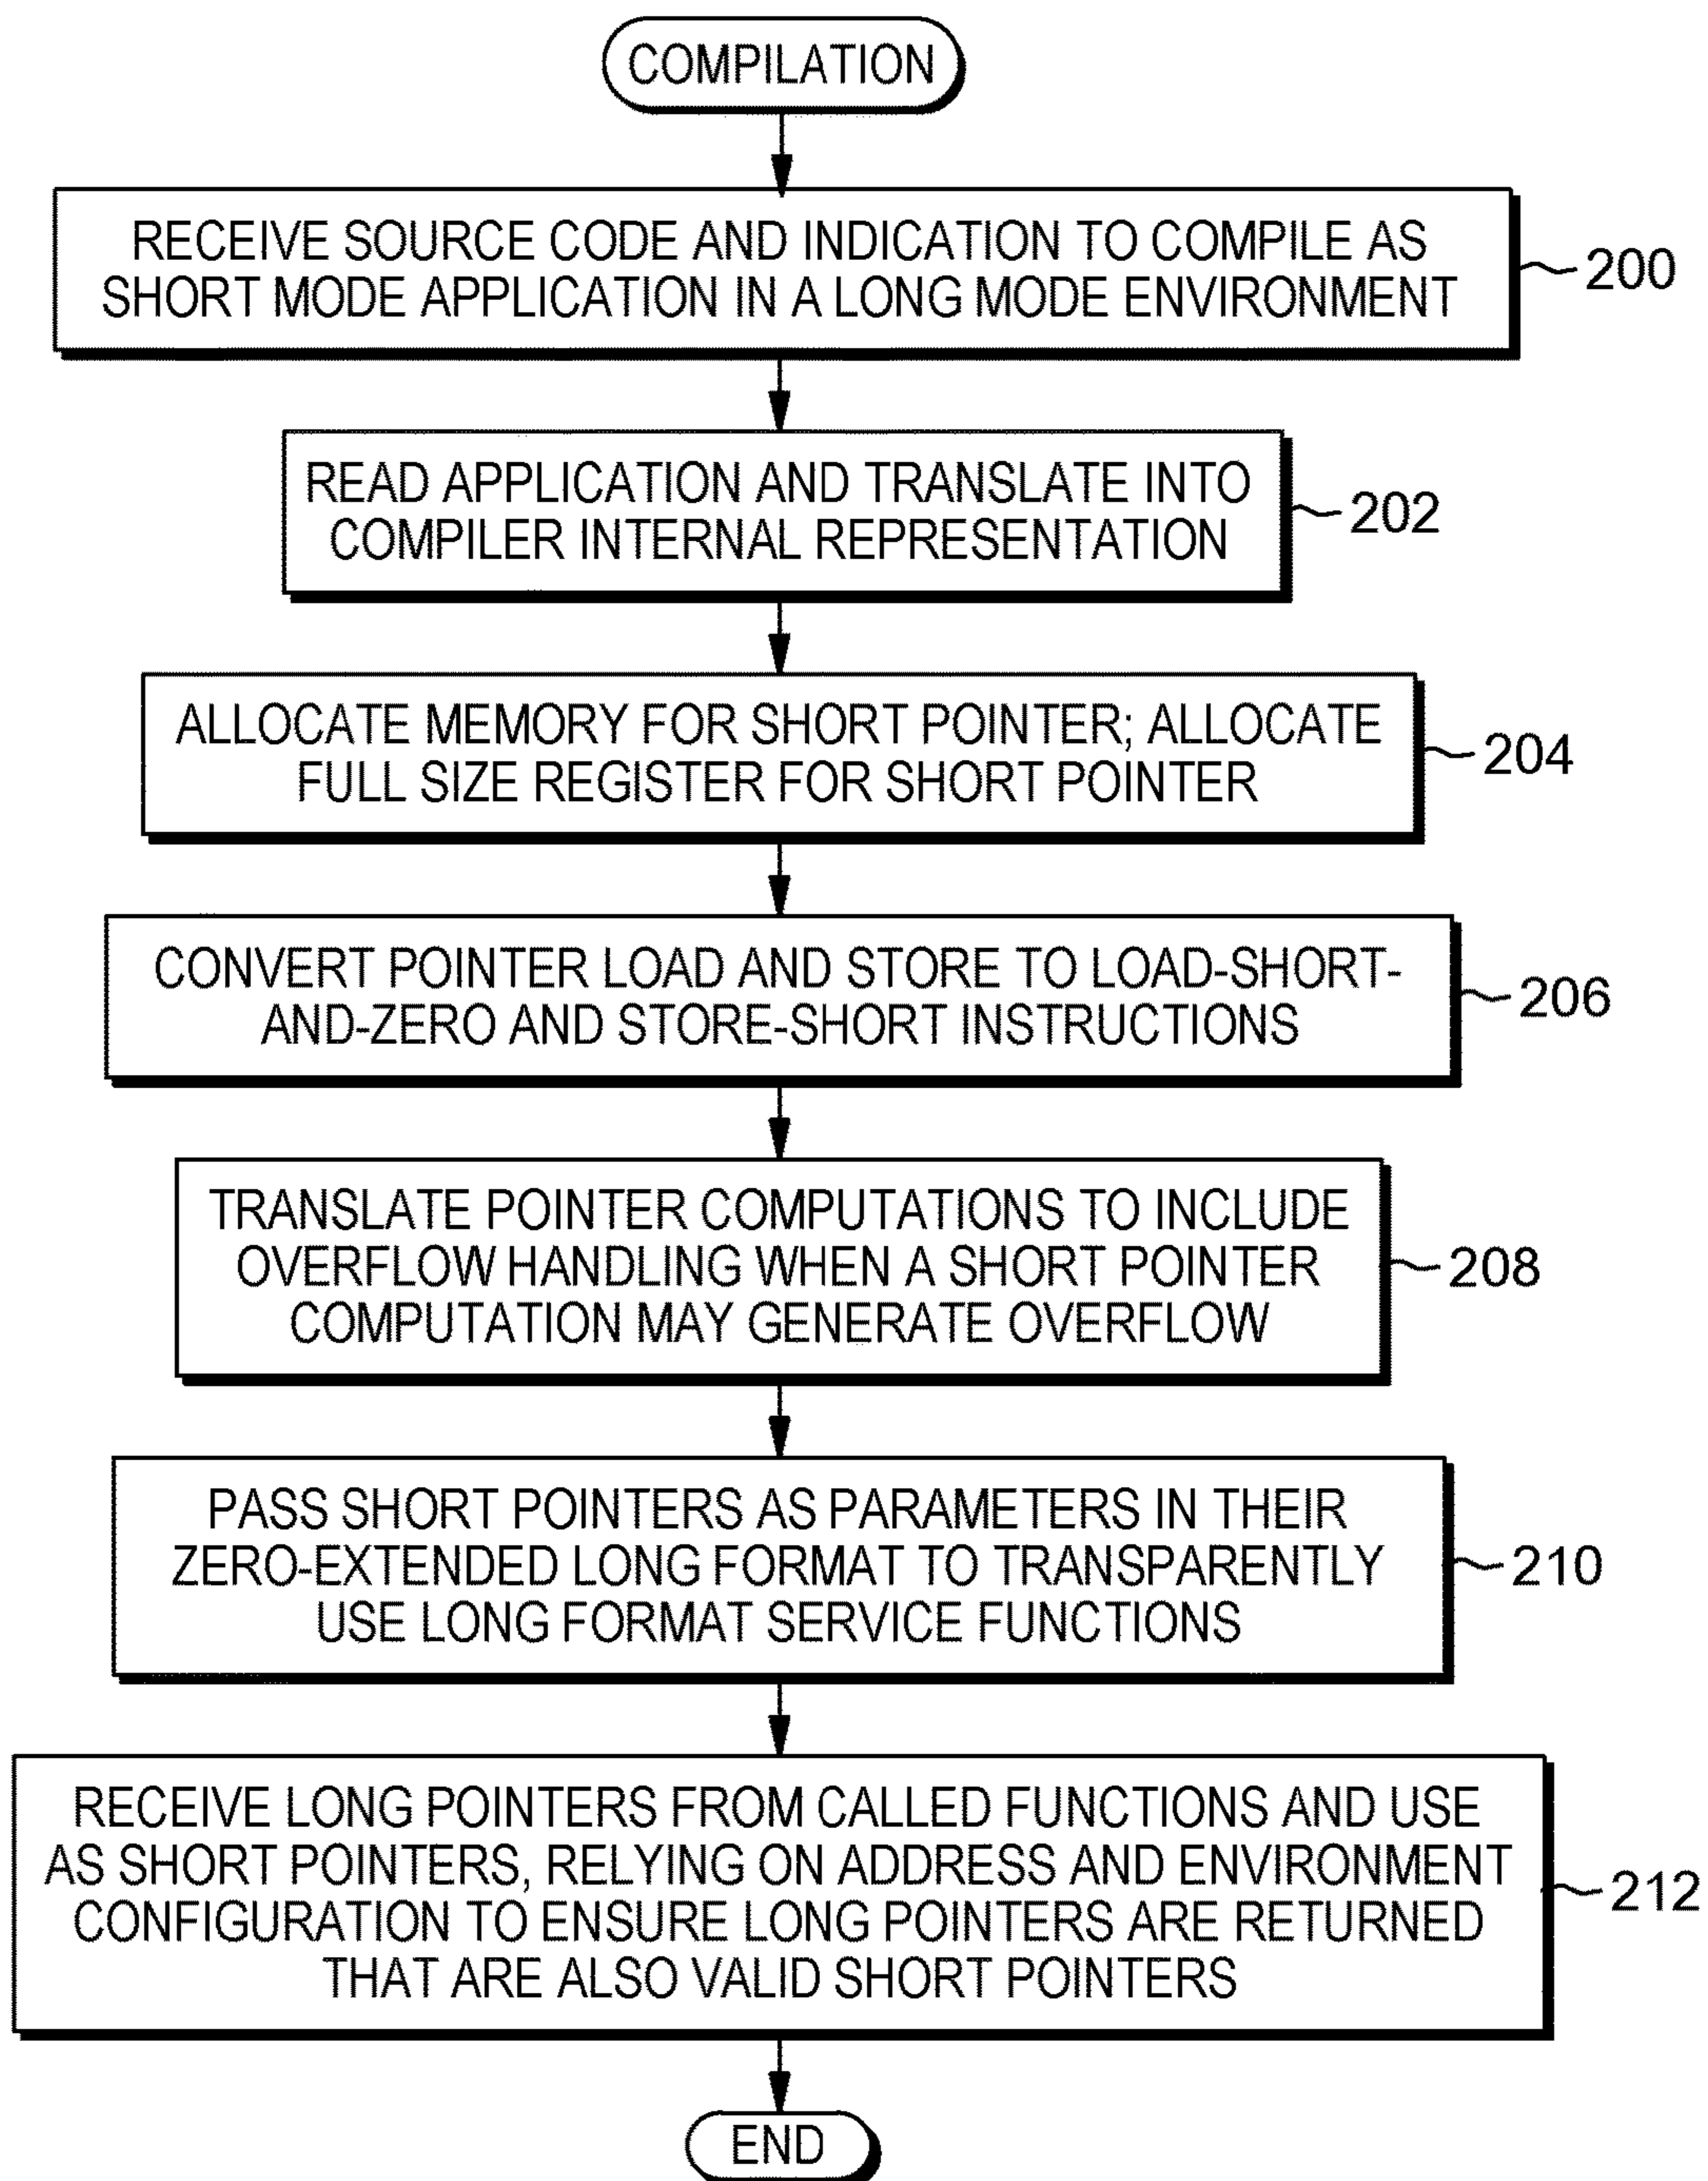 COMPILATION
RECEIVE SOURCE CODE AND INDICATION TO COMPILE AS
SHORT MODE APPLICATION IN A LONG MODE ENVIRONMENT
200
READ APPLICATION AND TRANSLATE INTO
COMPILER INTERNAL REPRESENTATION
202
ALLOCATE MEMORY FOR SHORT POINTER; ALLOCATE
FULL SIZE REGISTER FOR SHORT POINTER
204
CONVERT POINTER LOAD AND STORE TO LOAD-SHORT-
AND-ZERO AND STORE-SHORT INSTRUCTIONS
206
TRANSLATE POINTER COMPUTATIONS TO INCLUDE
OVERFLOW HANDLING WHEN A SHORT POINTER
COMPUTATION MAY GENERATE OVERFLOW
208
PASS SHORT POINTERS AS PARAMETERS IN THEIR
ZERO-EXTENDED LONG FORMAT TO TRANSPARENTLY
USE LONG FORMAT SERVICE FUNCTIONS
210
RECEIVE LONG POINTERS FROM CALLED FUNCTIONS AND USE
AS SHORT POINTERS, RELYING ON ADDRESS AND ENVIRONMENT
CONFIGURATION TO ENSURE LONG POINTERS ARE RETURNED
THAT ARE ALSO VALID SHORT POINTERS
212
END